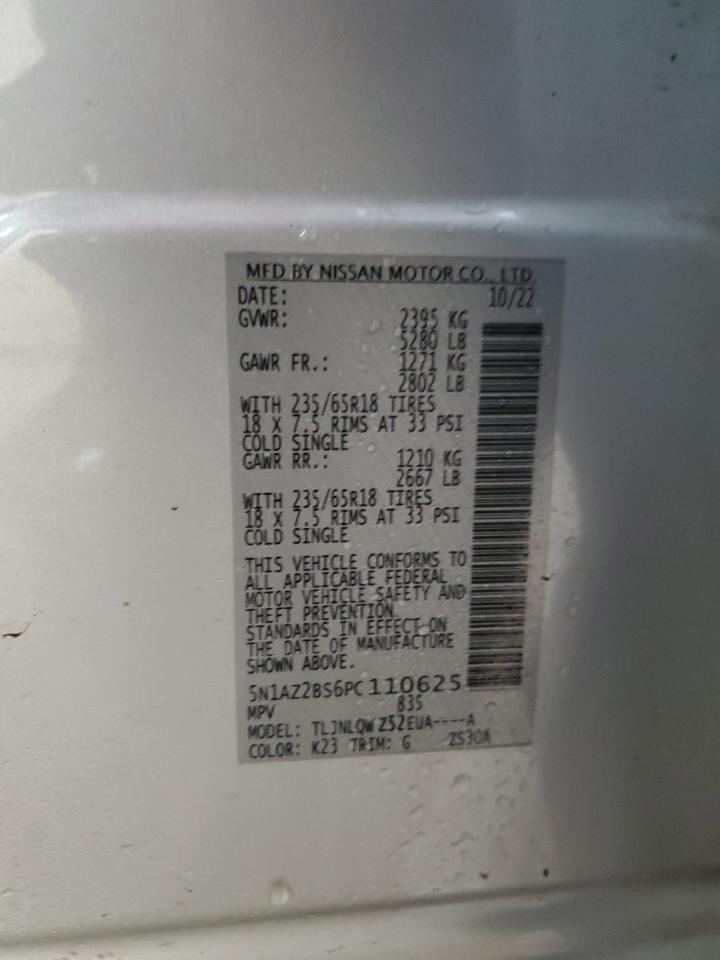 MFD BY NISSAN MOTOR CO., LTD.
DATE: 10/22
GVWR: 2395 KG
5280 LB
GAWR FR.: 1271 KG
2802 LB
WITH 235/65R18 TIRES
18 X 7.5 RIMS AT 33 PSI
COLD SINGLE
GAWR RR.: 1210 KG
2667 LB
WITH 235/65R18 TIRES
18 X 7.5 RIMS AT 33 PSI
COLD SINGLE
THIS VEHICLE CONFORMS TO
ALL APPLICABLE FEDERAL
MOTOR VEHICLE SAFETY AND
THEFT PREVENTION
STANDARDS IN EFFECT ON
THE DATE OF MANUFACTURE
SHOWN ABOVE.
5N1AZ2BS6PC110625
MPV 835
MODEL: TLJNLQW Z52EUA----A
COLOR: K23 TRIM: G ZS30A